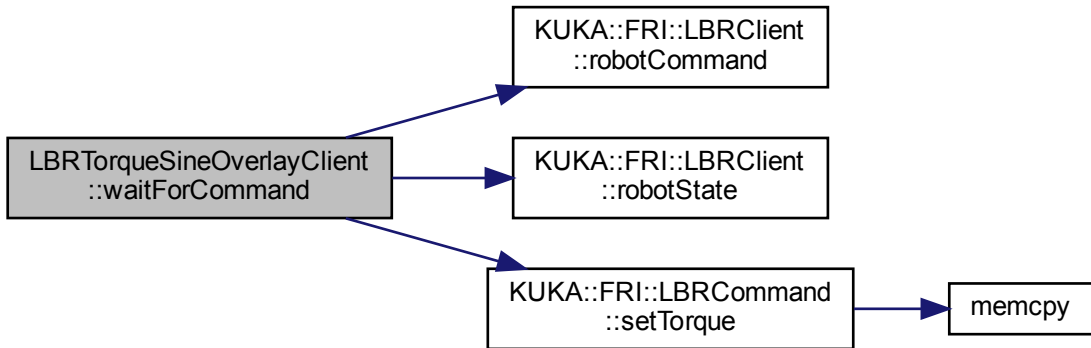 LBRTorqueSineOverlayClient
::waitForCommand
KUKA::FRI::LBRClient
::robotCommand
KUKA::FRI::LBRClient
::robotState
KUKA::FRI::LBRCommand
::setTorque
memcpy